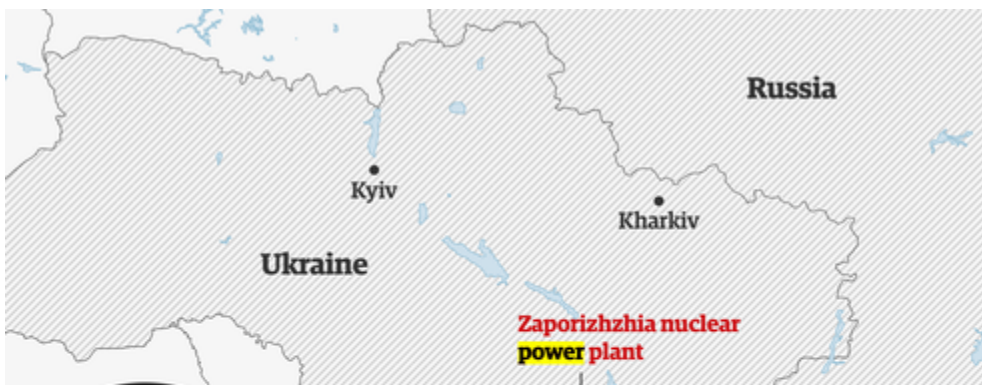 Russia
Kyiv
Kharkiv
Ukraine
Zaporizhzhia nuclear
power plant